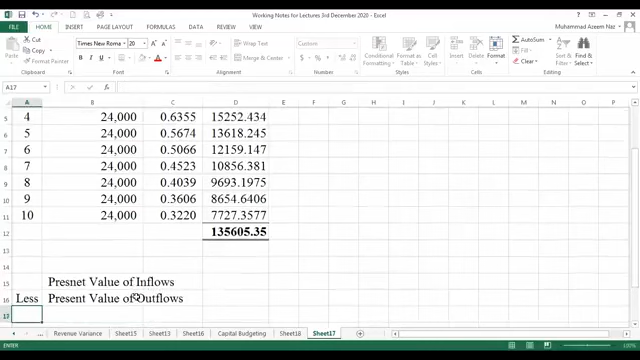 Working Notes for Lectures 3rd December 2020 - Excel
FILE HOME INSERT PAGE LAYOUT FORMULAS DATA REVIEW VIEW Muhammad Azeem Naz
Cut Times New Roma 20 Wrap Text AutoSum
Paste Copy B I U Merge & Center $ % Conditional Formatting Format as Table Cell Styles Insert Delete Format Sort & Filter Find & Select
Format Painter Clear
Clipboard Font Alignment Number Styles Cells Editing
A17 fx
A B C D E F G H I J K L M N O P
5 4 24,000 0.6355 15252.434
6 5 24,000 0.5674 13618.245
7 6 24,000 0.5066 12159.147
8 7 24,000 0.4523 10856.381
9 8 24,000 0.4039 9693.1975
10 9 24,000 0.3606 8654.6406
11 10 24,000 0.3220 7727.3577
12 135605.35
13
14
15 Presnet Value of Inflows
16 Less Present Value of Outflows
17
Revenue Variance Sheet15 Sheet13 Sheet16 Capital Budgeting Sheet18 Sheet17
ENTER 100%